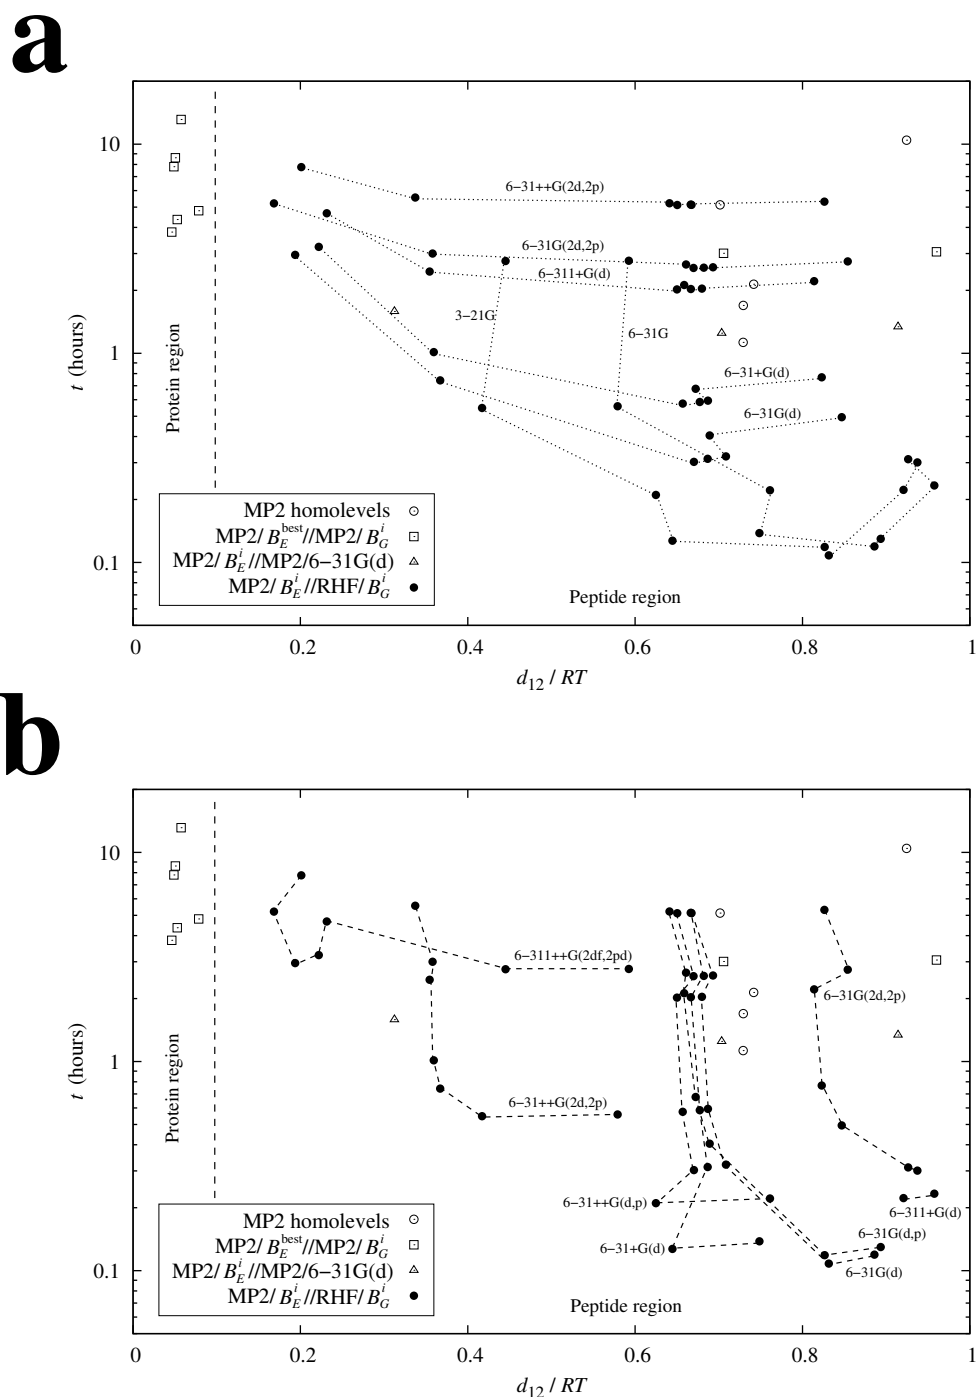 a
10
1
0.1
t (hours)
Protein region
6−31++G(2d,2p)
6−31G(2d,2p)
6−311+G(d)
3−21G
6−31G
6−31+G(d)
6−31G(d)
MP2 homolevels
MP2/ B_E^best//MP2/ B_G^i
MP2/ B_E^i//MP2/6−31G(d)
MP2/ B_E^i//RHF/ B_G^i
Peptide region
0 0.2 0.4 0.6 0.8 1
d_12 / RT
b
10
1
0.1
t (hours)
Protein region
6−311++G(2df,2pd)
6−31G(2d,2p)
6−31++G(2d,2p)
6−31++G(d,p)
6−311+G(d)
6−31G(d,p)
6−31+G(d)
6−31G(d)
MP2 homolevels
MP2/ B_E^best//MP2/ B_G^i
MP2/ B_E^i//MP2/6−31G(d)
MP2/ B_E^i//RHF/ B_G^i
Peptide region
0 0.2 0.4 0.6 0.8 1
d_12 / RT